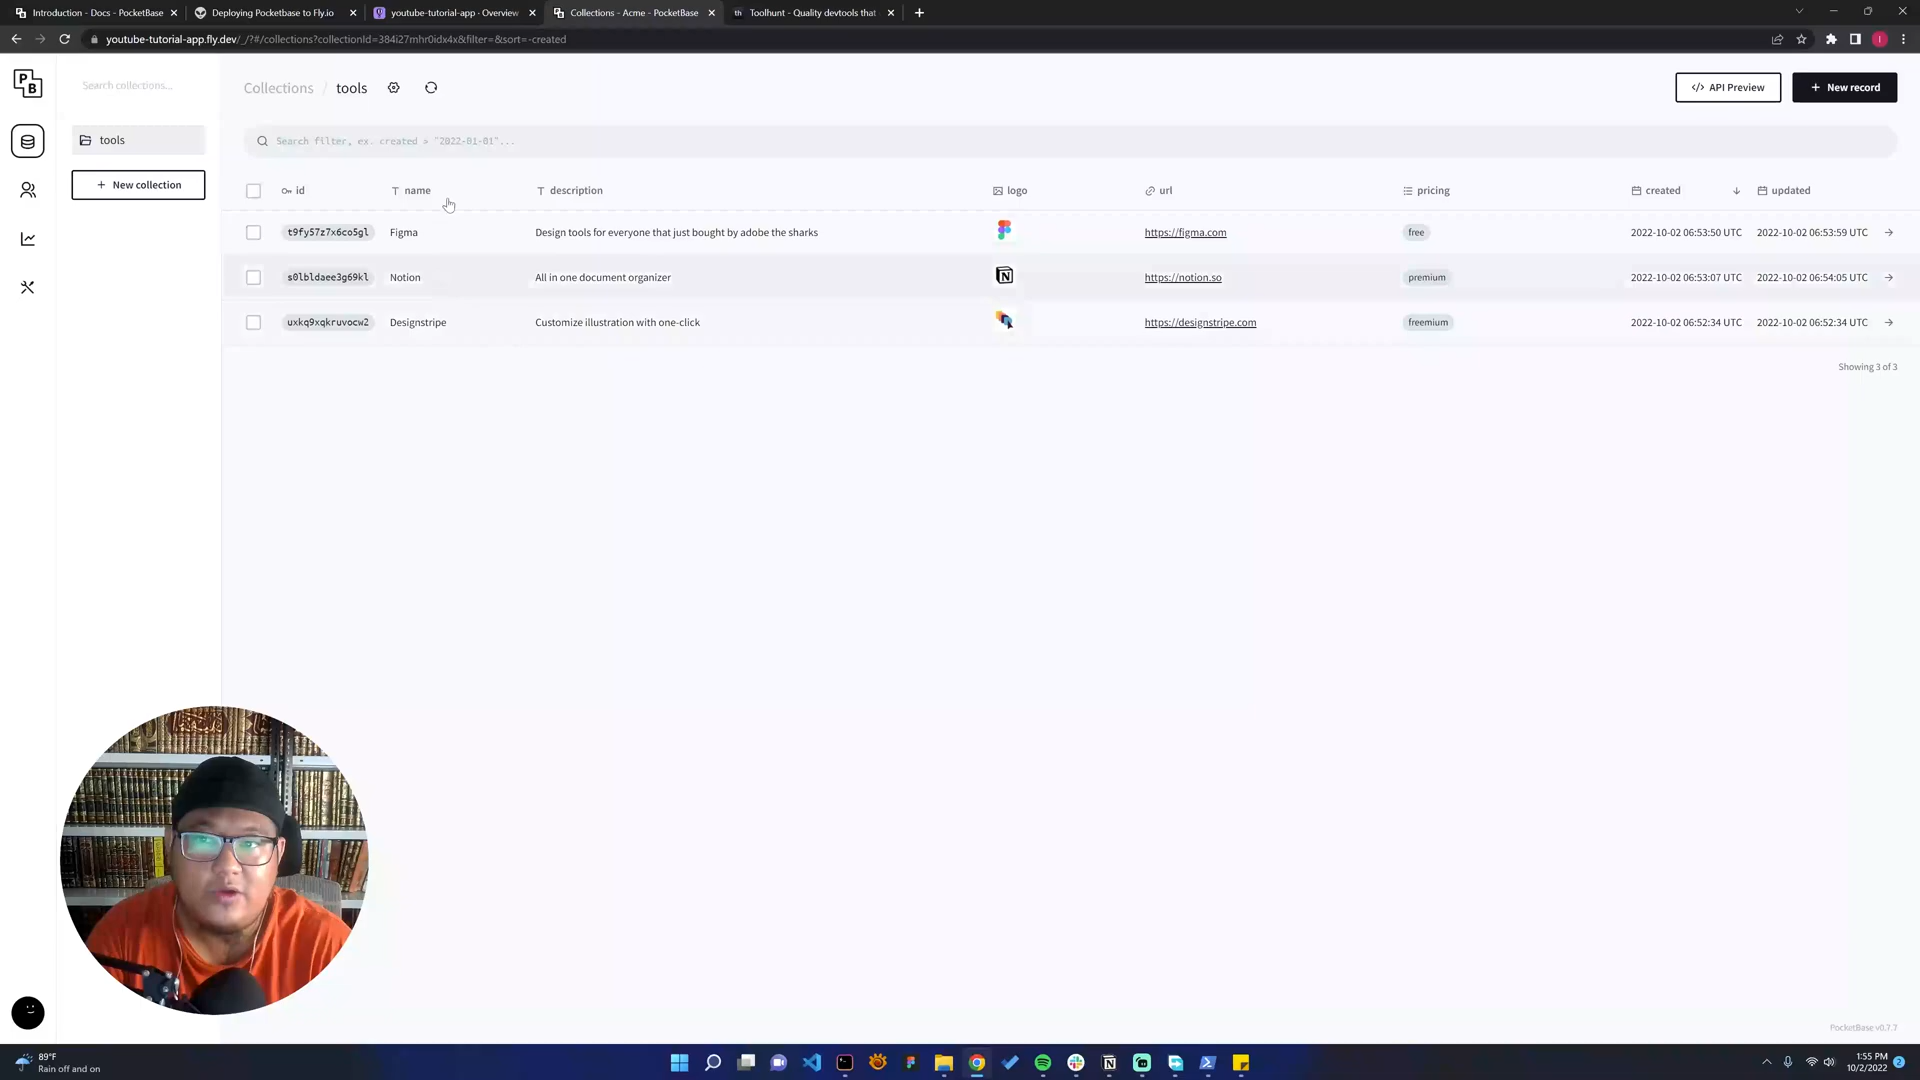 Introduction - Docs - PocketBase
Deploying Pocketbase to Fly.io
youtube-tutorial-app · Overview
Collections - Acme - PocketBase
th Toolhunt - Quality devtools that
youtube-tutorial-app.fly.dev/_/?#/collections?collectionId=384i27mhr0idx4x&filter=&sort=-created
PB
Search collections...
tools
+ New collection
Collections / tools
</> API Preview
+ New record
Search filter, ex. created > "2022-01-01"...
id name description logo url pricing created updated
t9fy57z7x6co5gl Figma Design tools for everyone that just bought by adobe the sharks https://figma.com free 2022-10-02 06:53:50 UTC 2022-10-02 06:53:59 UTC
s0lbldaee3g69kl Notion All in one document organizer https://notion.so premium 2022-10-02 06:53:07 UTC 2022-10-02 06:54:05 UTC
uxkq9xqkruvocw2 Designstripe Customize illustration with one-click https://designstripe.com freemium 2022-10-02 06:52:34 UTC 2022-10-02 06:52:34 UTC
Showing 3 of 3
PocketBase v0.7.7
89°F
Rain off and on
1:55 PM
10/2/2022
2